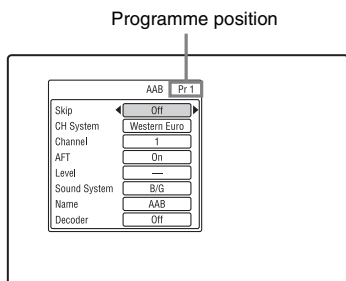 Programme position
AAB Pr 1
Skip Off
CH System Western Euro
Channel 1
AFT On
Level —
Sound System B/G
Name AAB
Decoder Off